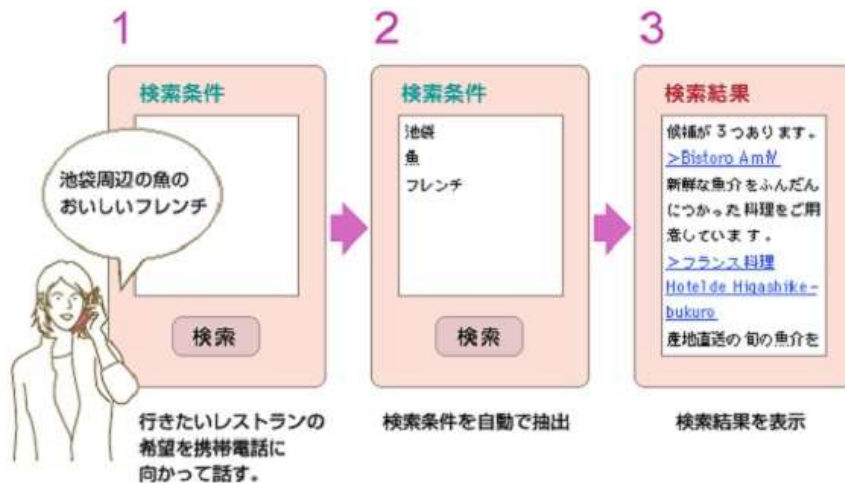 1
検索条件
池袋周辺の魚の
おいしいフレンチ
検索
行きたいレストランの
希望を携帯電話に
向かって話す。
2
検索条件
池袋
魚
フレンチ
検索
検索条件を自動で抽出
3
検索結果
候補が3つあります。
>Bistoro
新鮮な魚介をふんだん
につかった料理をご用
意しています。
>フランス料理
Hotel de Higashike-
bukuro
産地直送の旬の魚介を
検索結果を表示